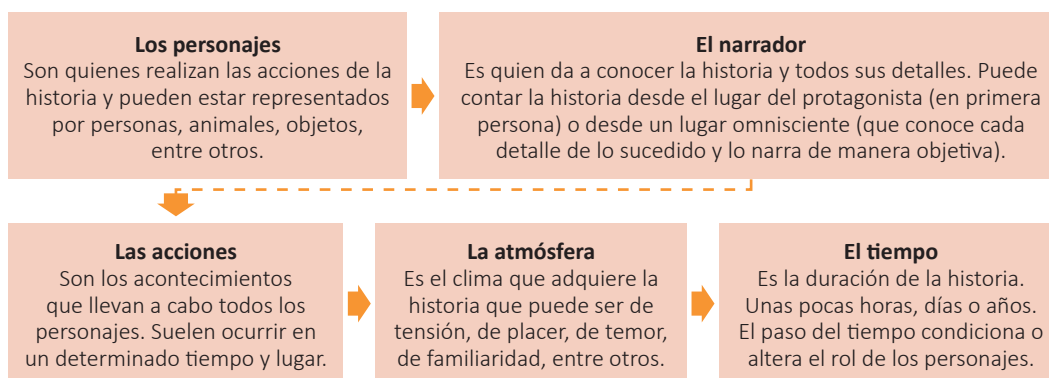 Los personajes
Son quienes realizan las acciones de la
historia y pueden estar representados
por personas, animales, objetos,
entre otros.
El narrador
Es quien da a conocer la historia y todos sus detalles. Puede
contar la historia desde el lugar del protagonista (en primera
persona) o desde un lugar omnisciente (que conoce cada
detalle de lo sucedido y lo narra de manera objetiva).
Las acciones
Son los acontecimientos
que llevan a cabo todos los
personajes. Suelen ocurrir en
un determinado tiempo y lugar.
La atmósfera
Es el clima que adquiere la
historia que puede ser de
tensión, de placer, de temor,
de familiaridad, entre otros.
El tiempo
Es la duración de la historia.
Unas pocas horas, días o años.
El paso del tiempo condiciona o
altera el rol de los personajes.